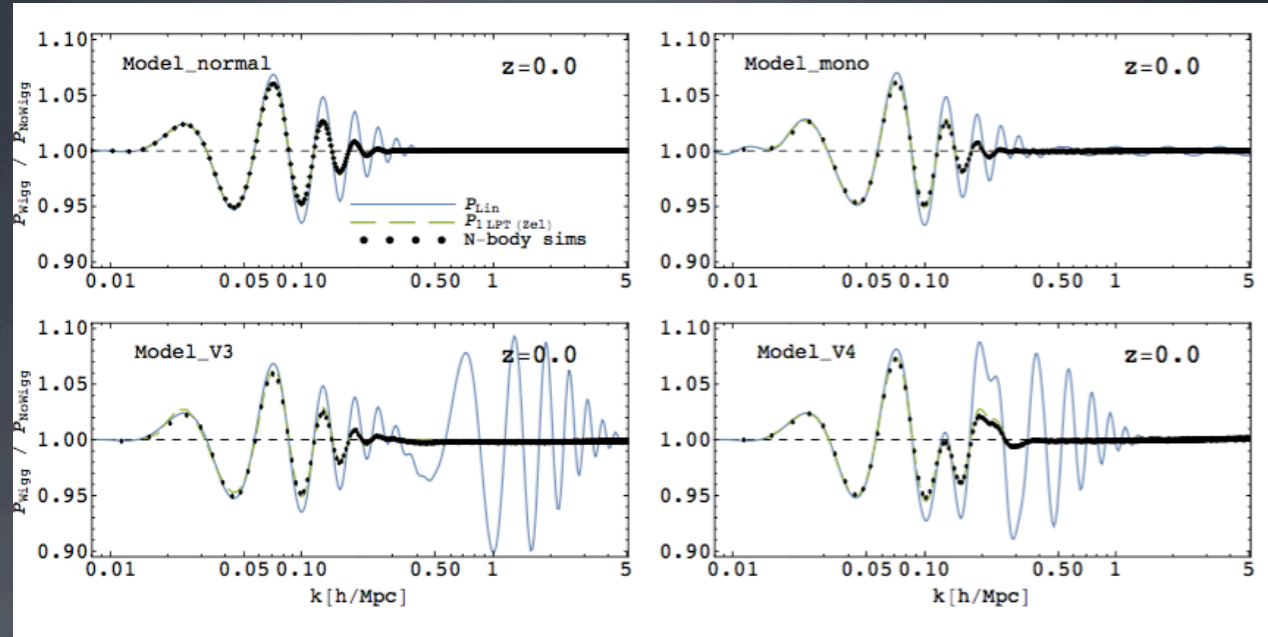 1.10
1.05
1.00
0.95
0.90
P_Wigg / P_NoWigg
Model_normal
z=0.0
P_Lin
P_1 LPT (Zel)
N-body sims
0.01 0.05 0.10 0.50 1 5
1.10
1.05
1.00
0.95
0.90
Model_mono
z=0.0
0.01 0.05 0.10 0.50 1 5
1.10
1.05
1.00
0.95
0.90
P_Wigg / P_NoWigg
Model_V3
z=0.0
0.01 0.05 0.10 0.50 1 5
k[h/Mpc]
1.10
1.05
1.00
0.95
0.90
Model_V4
z=0.0
0.01 0.05 0.10 0.50 1 5
k[h/Mpc]